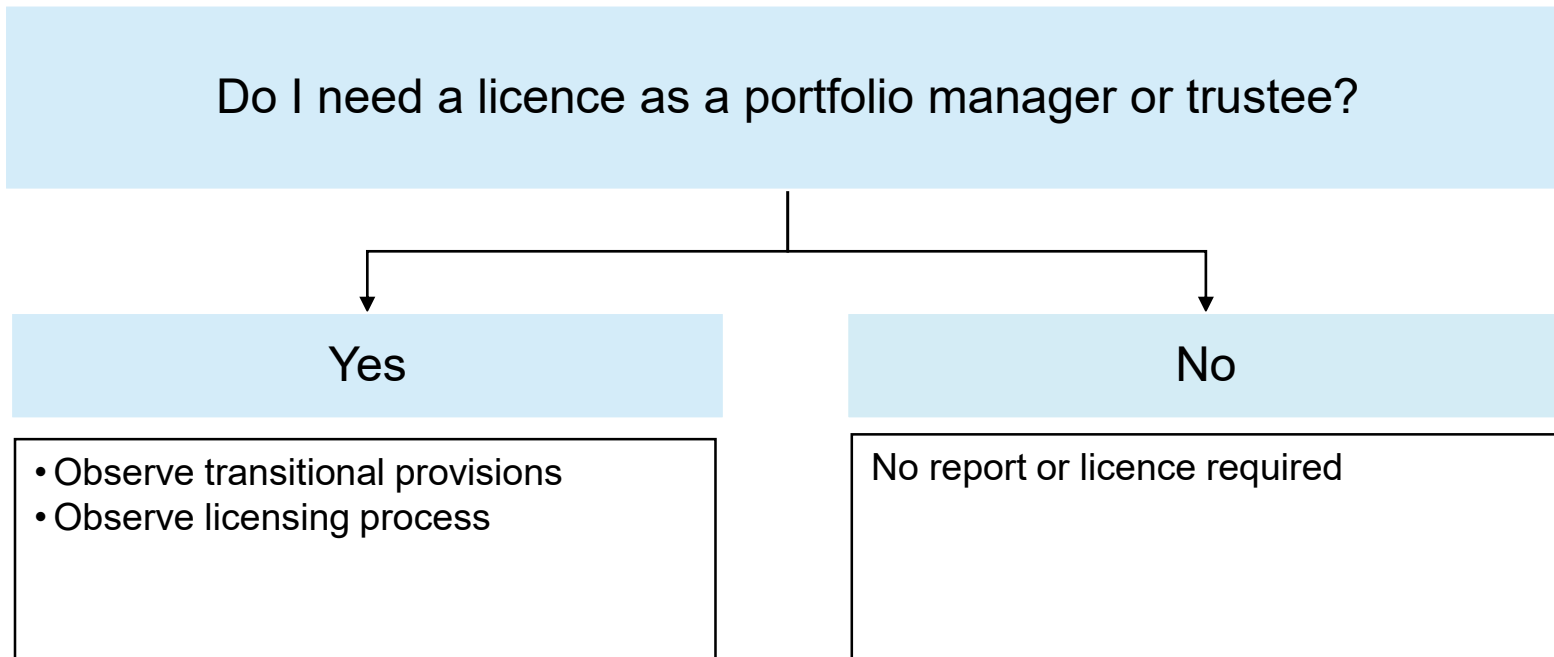 Do I need a licence as a portfolio manager or trustee?
Yes
No
• Observe transitional provisions
• Observe licensing process
No report or licence required